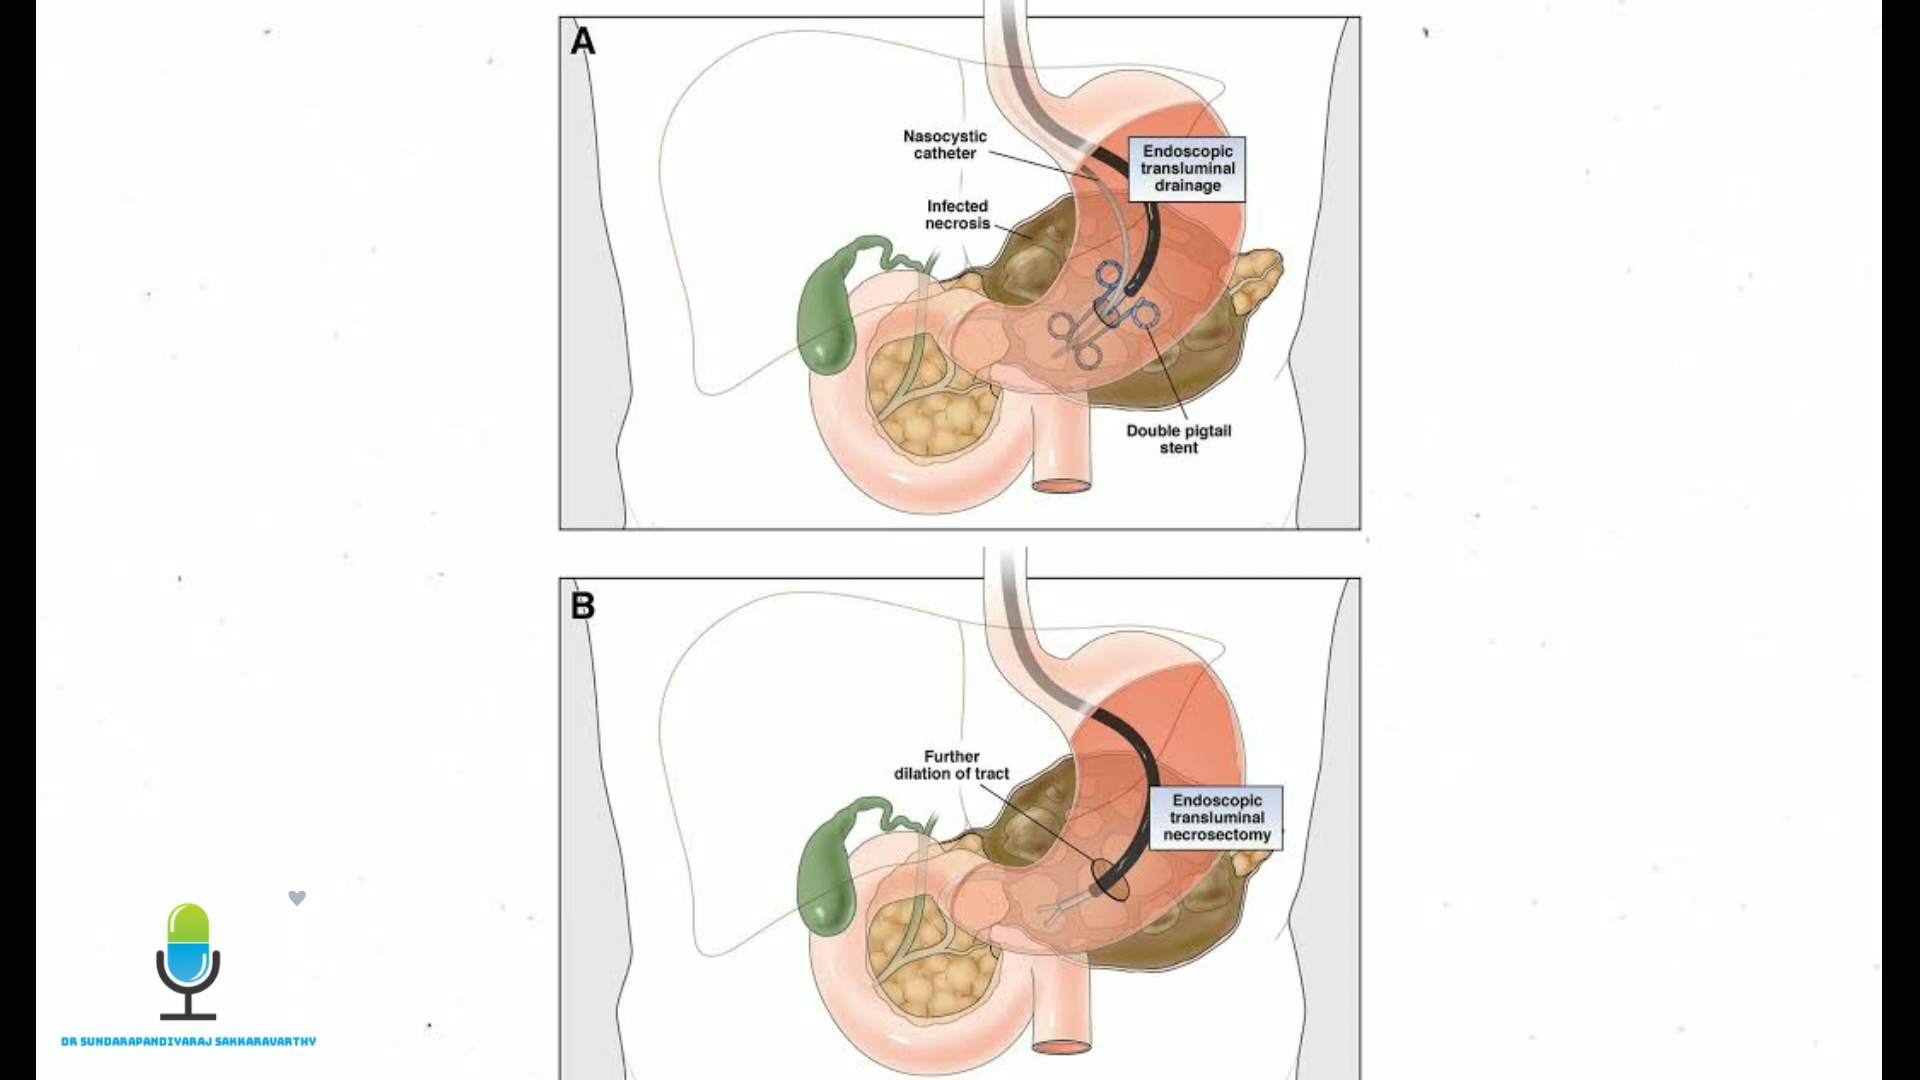 A
Nasocystic
catheter
Endoscopic
transluminal
drainage
Infected
necrosis
Double pigtail
stent
B
Further
dilation of tract
Endoscopic
transluminal
necrosectomy
DR SUNDARAPANDIYARAJ SAKKARAVARTHY